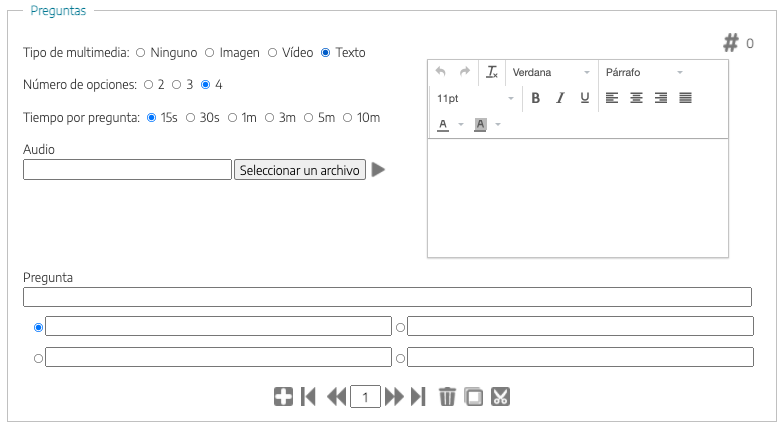 Preguntas
# 0
Tipo de multimedia: Ninguno Imagen Vídeo Texto
Verdana Párrafo
Número de opciones: 2 3 4
11pt B I U
Tiempo por pregunta: 15s 30s 1m 3m 5m 10m
A A
Audio
Seleccionar un archivo
Pregunta
1